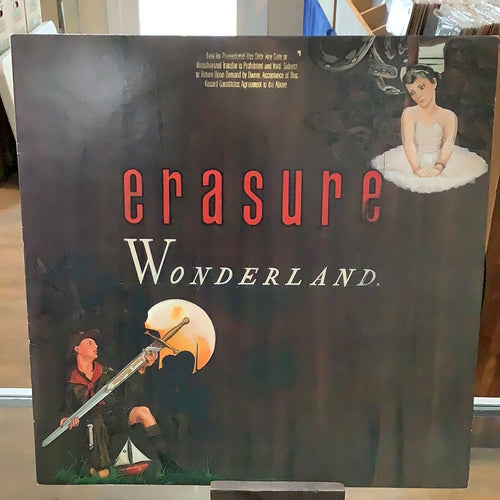 Sale or
Unauthorized Transfer is Prohibited and Void. Subject
to Return Upon Demand by Owner. Acceptance of This
Record Constitutes Agreement to the Above
erasure
WONDERLAND.